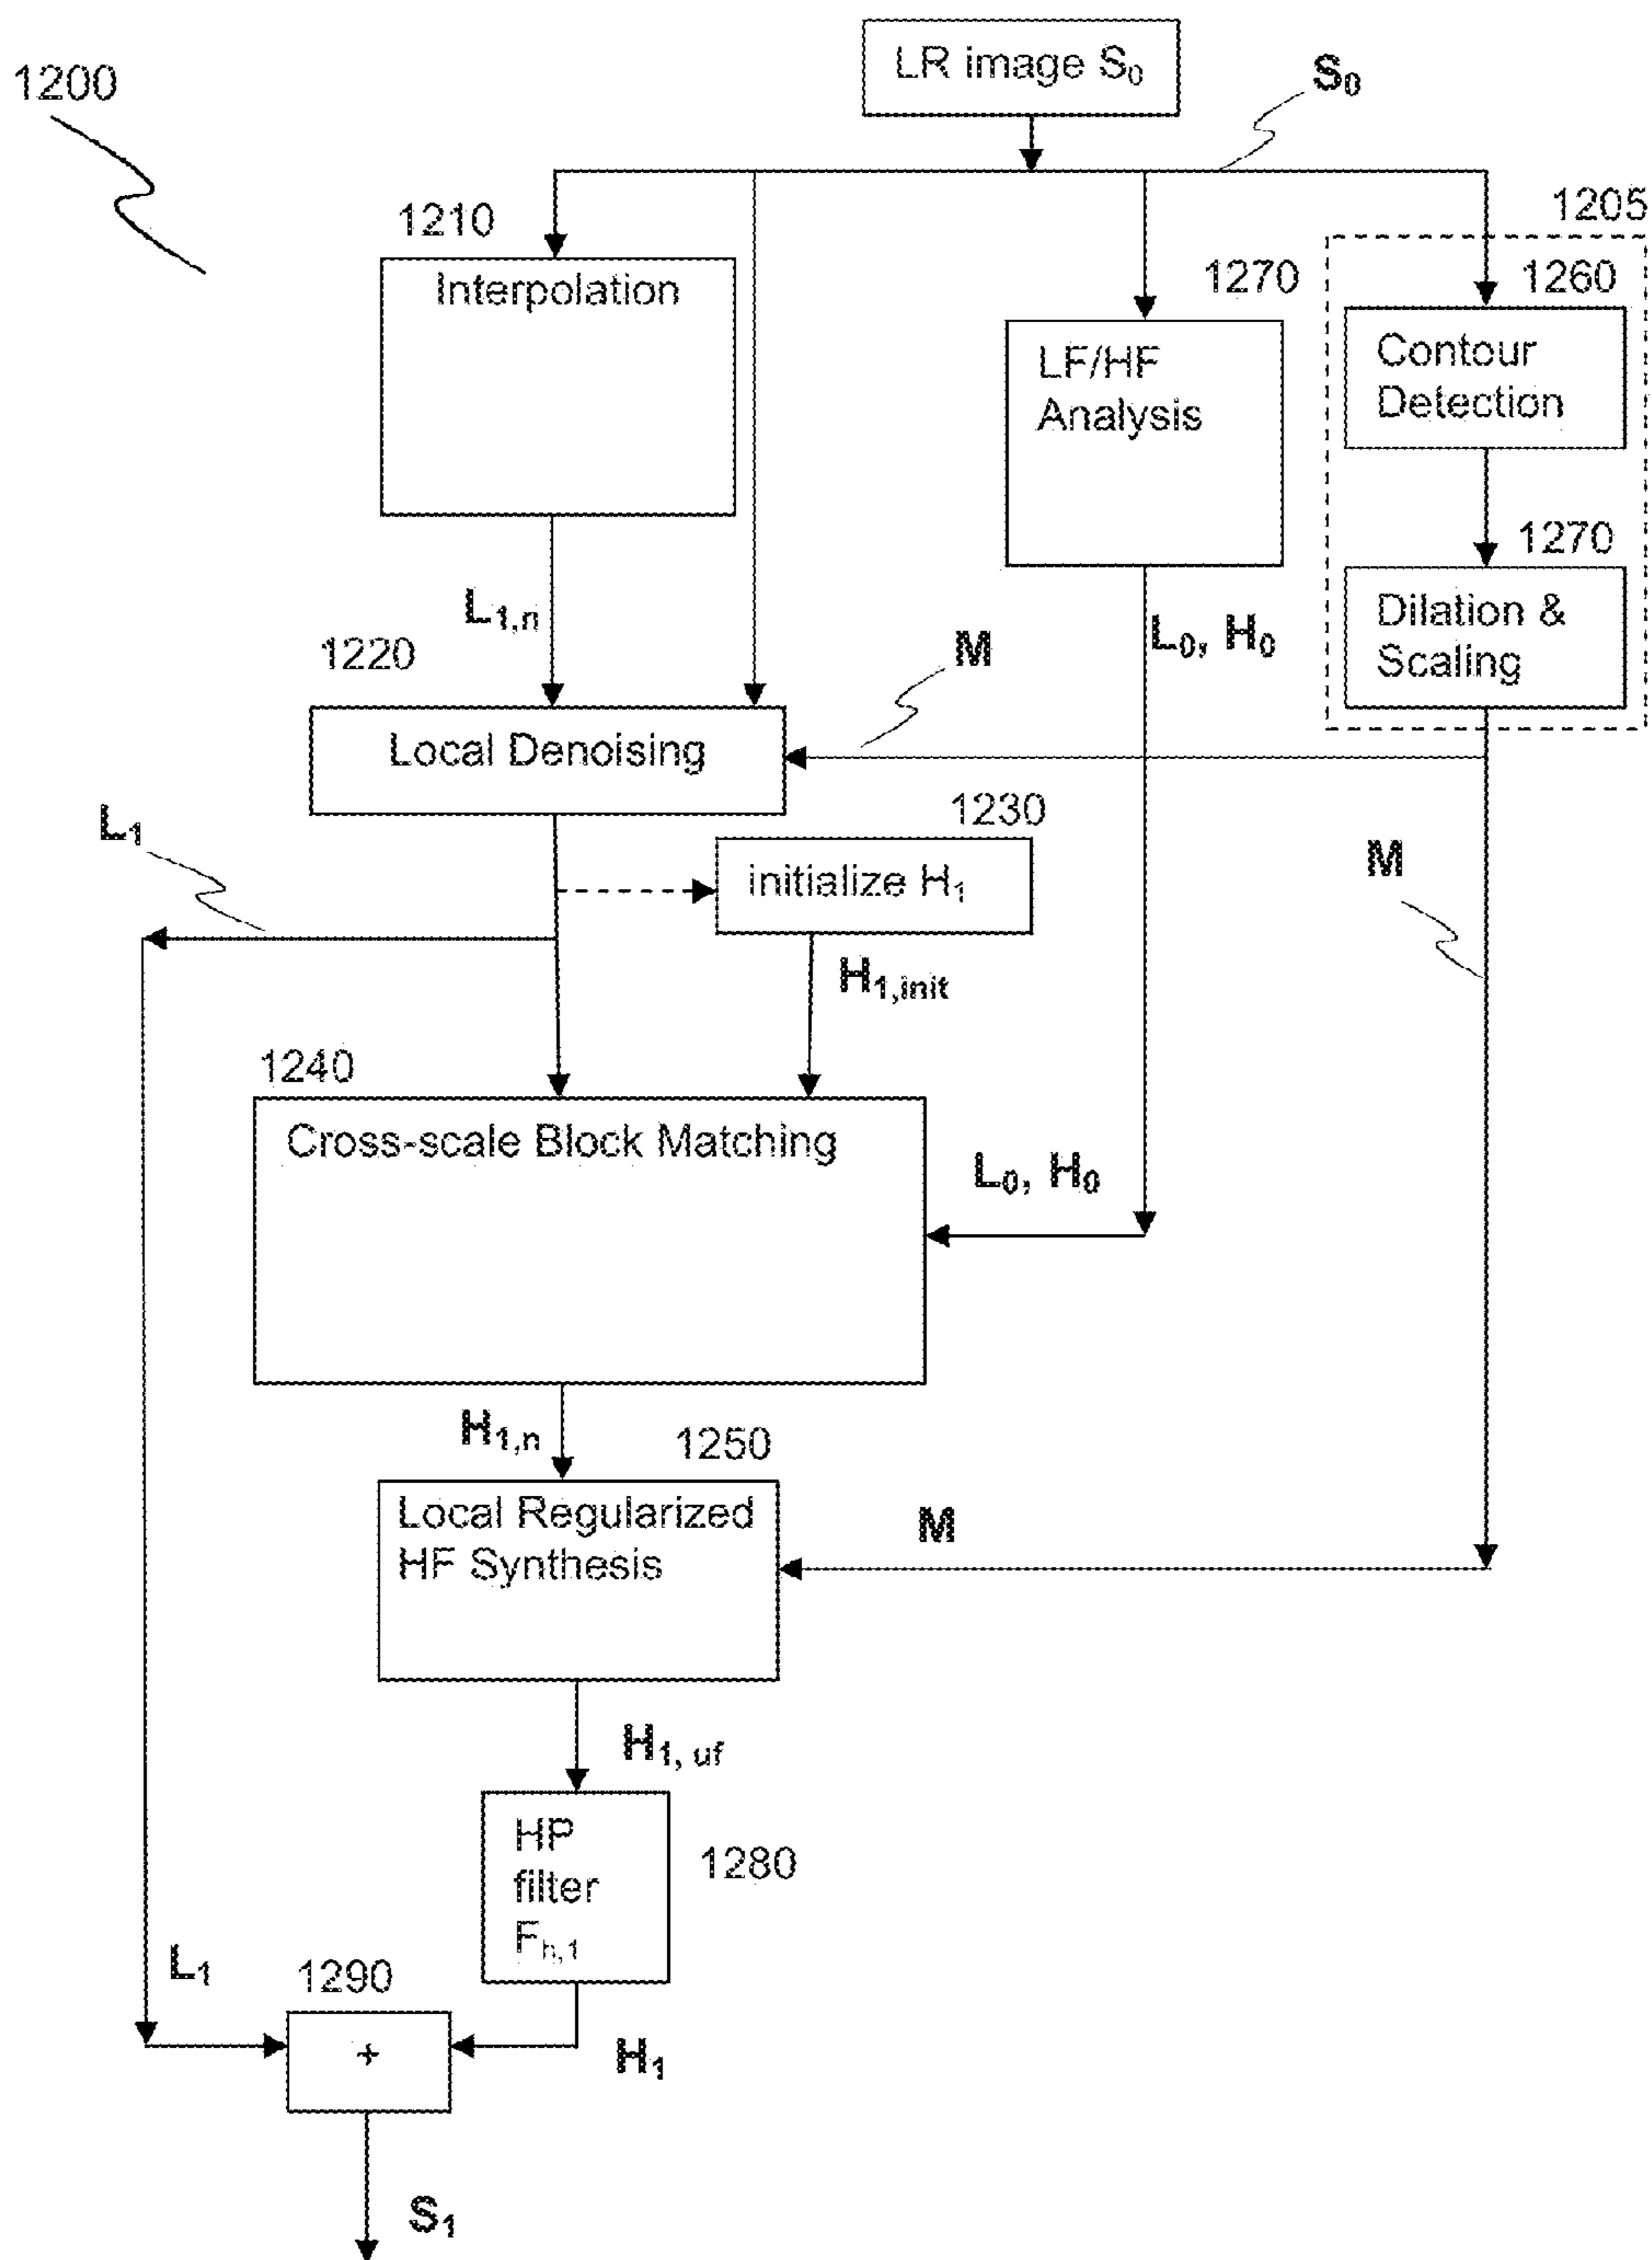 LR image S₀
S₀
1200
1205
1210
Interpolation
1270
LF/HF
Analysis
1260
Contour
Detection
1270
Dilation &
Scaling
L₁,ₙ
L₀, H₀
M
1220
Local Denoising
1230
initialize H₁
L₁
M
H₁,init
1240
Cross-scale Block Matching
L₀, H₀
H₁,ₙ
1250
Local Regularized
HF Synthesis
M
H₁, uf
HP
filter
Fₕ,₁
1280
L₁
1290
+
H₁
S₁